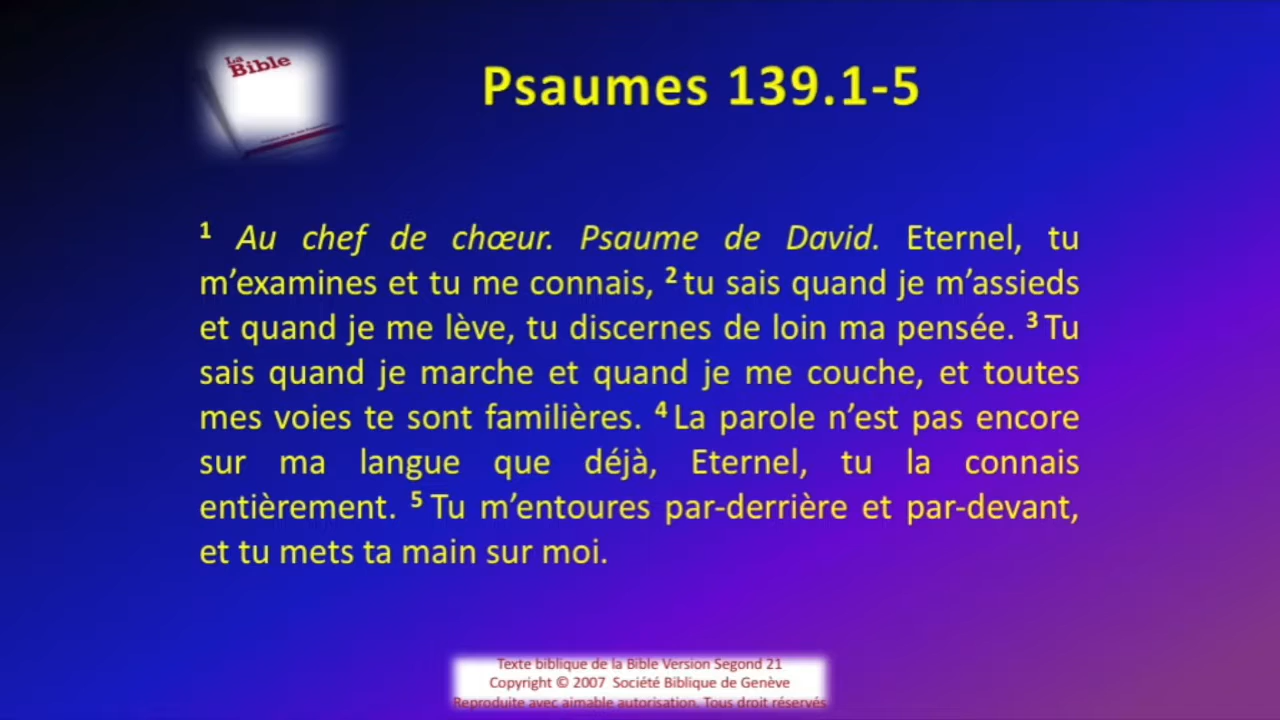 La
Bible
Psaumes 139.1-5
1 Au chef de chœur. Psaume de David. Eternel, tu
m’examines et tu me connais, 2 tu sais quand je m’assieds
et quand je me lève, tu discernes de loin ma pensée. 3 Tu
sais quand je marche et quand je me couche, et toutes
mes voies te sont familières. 4 La parole n’est pas encore
sur ma langue que déjà, Eternel, tu la connais
entièrement. 5 Tu m’entoures par-derrière et par-devant,
et tu mets ta main sur moi.
Texte biblique de la Bible Version Segond 21
Copyright © 2007 Société Biblique de Genève
Reproduite avec aimable autorisation. Tous droit réservés